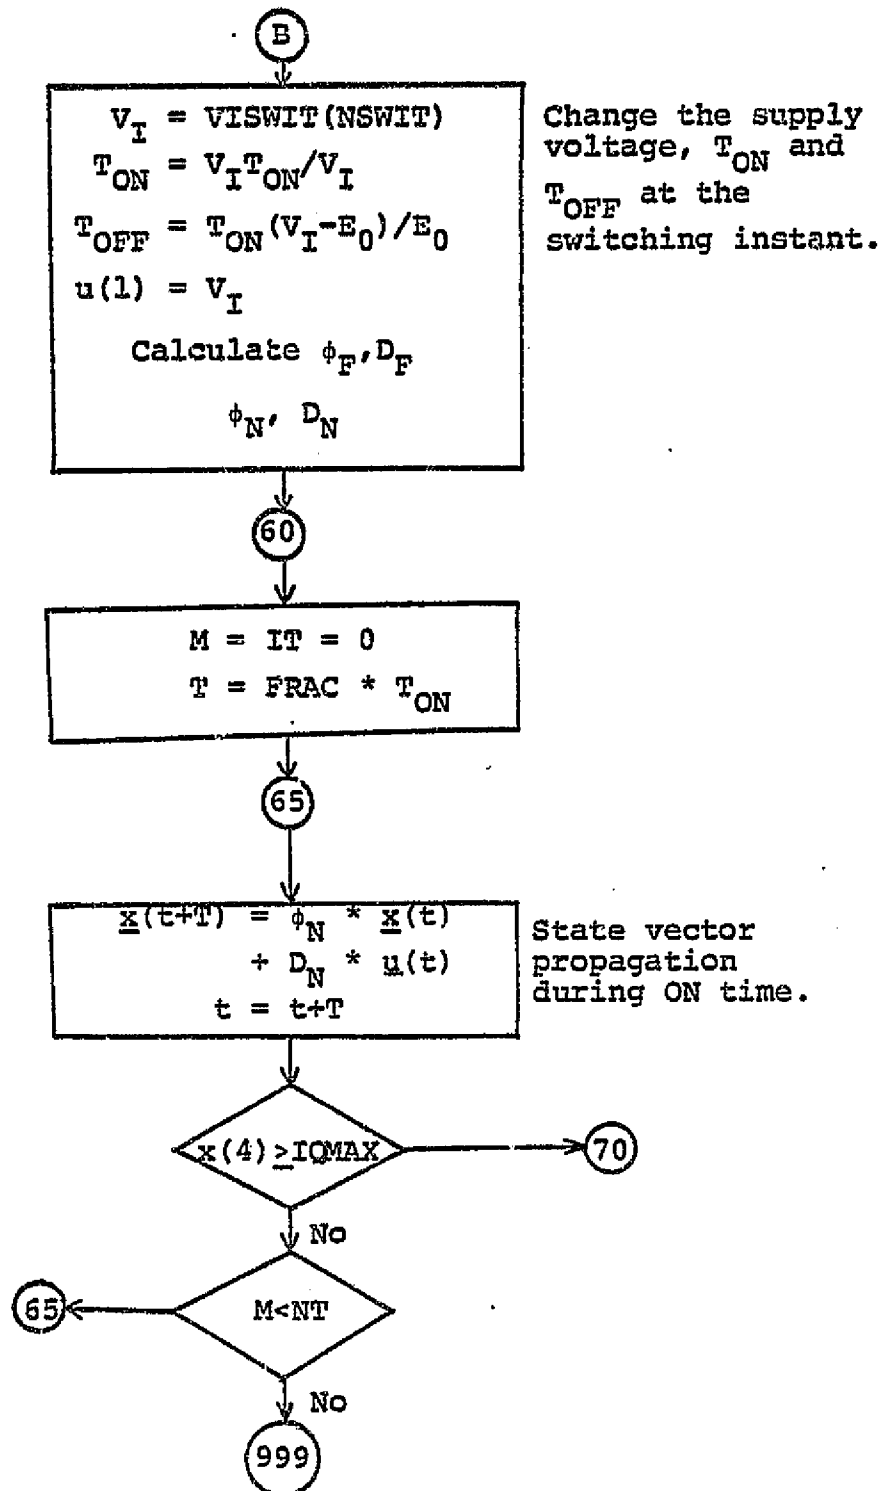 B
V_I = VISWIT(NSWIT)
T_ON = V_I T_ON/V_I
T_OFF = T_ON(V_I-E_0)/E_0
u(1) = V_I
Calculate ϕ_F, D_F
ϕ_N, D_N
Change the supply
voltage, T_ON and
T_OFF at the
switching instant.
60
M = IT = 0
T = FRAC * T_ON
65
x(t+T) = ϕ_N * x(t)
+ D_N * u(t)
t = t+T
State vector
propagation
during ON time.
x(4)≥IQMAX
70
No
M<NT
65
No
999